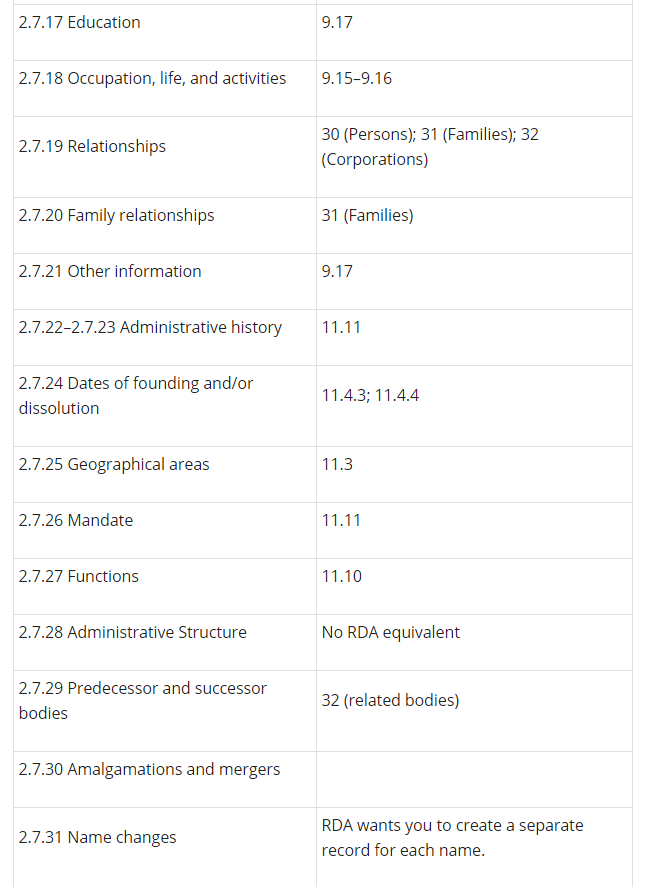 2.7.17 Education
9.17
2.7.18 Occupation, life, and activities
9.15–9.16
2.7.19 Relationships
30 (Persons); 31 (Families); 32
(Corporations)
2.7.20 Family relationships
31 (Families)
2.7.21 Other information
9.17
2.7.22–2.7.23 Administrative history
11.11
2.7.24 Dates of founding and/or
dissolution
11.4.3; 11.4.4
2.7.25 Geographical areas
11.3
2.7.26 Mandate
11.11
2.7.27 Functions
11.10
2.7.28 Administrative Structure
No RDA equivalent
2.7.29 Predecessor and successor
bodies
32 (related bodies)
2.7.30 Amalgamations and mergers
2.7.31 Name changes
RDA wants you to create a separate
record for each name.